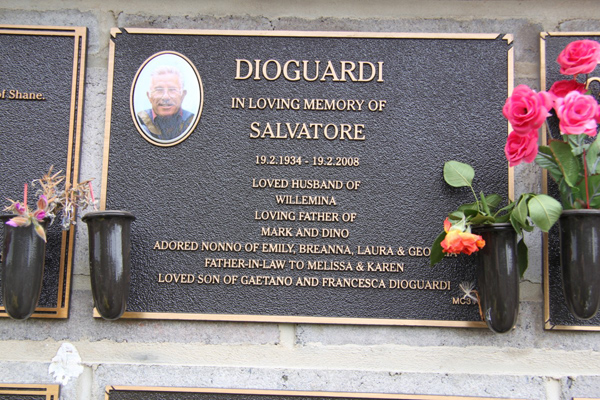 of Shane.
DIOGUARDI
IN LOVING MEMORY OF
SALVATORE
19.2.1934 - 19.2.2008
LOVED HUSBAND OF
WILLEMINA
LOVING FATHER OF
MARK AND DINO
ADORED NONNO OF EMILY, BREANNA, LAURA &
FATHER-IN-LAW TO MELISSA & KAREN
LOVED SON OF GAETANO AND FRANCESCA DIOGUARDI